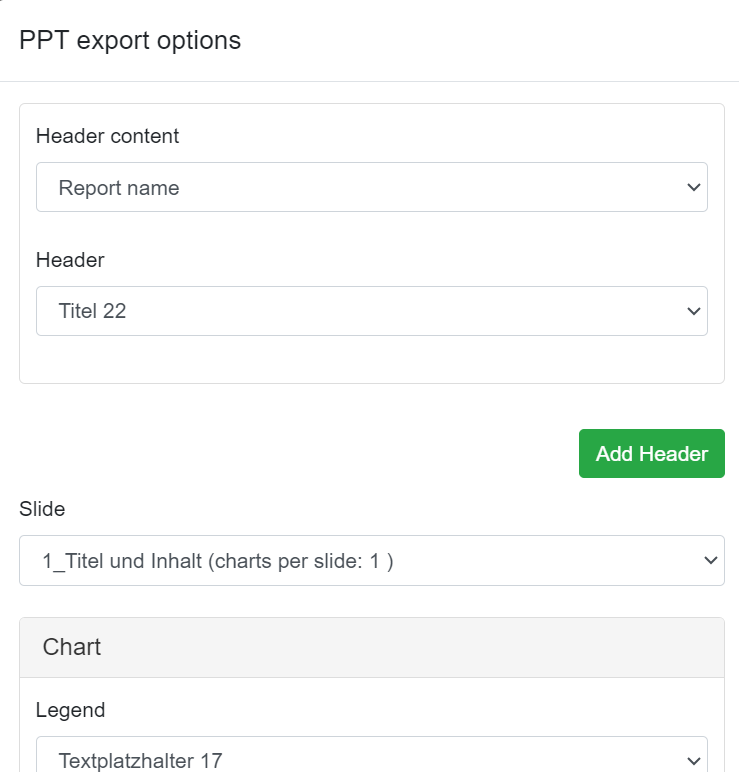 PPT export options
Header content
Report name
Header
Titel 22
Add Header
Slide
1_Titel und Inhalt (charts per slide: 1 )
Chart
Legend
Textplatzhalter 17